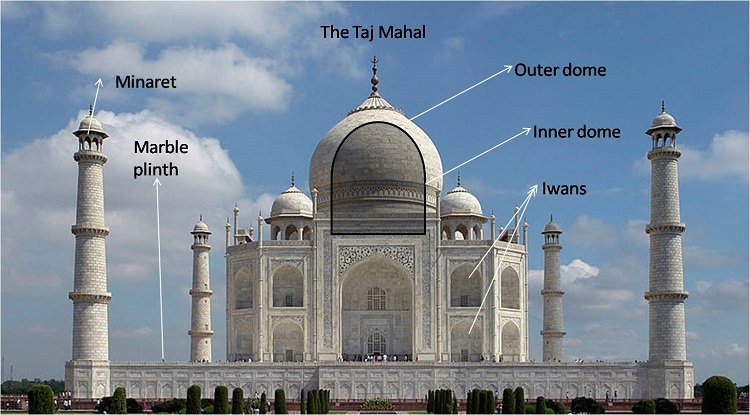 The Taj Mahal
Outer dome
Minaret
Inner dome
Marble
plinth
Iwans